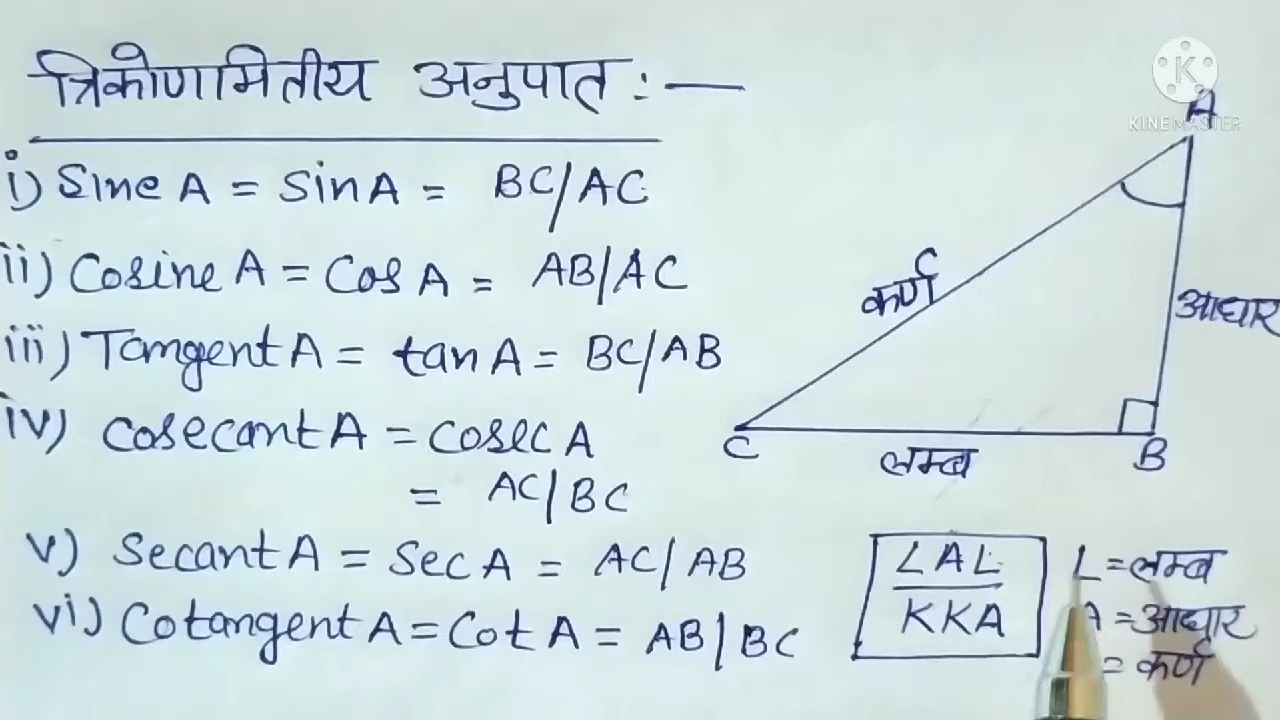 त्रिकोणामितीय अनुपात :—
i) Sine A = Sin A = BC/AC
ii) Cosine A = Cos A = AB/AC
iii) Tangent A = tan A = BC/AB
iv) Cosecant A = Cosec A
= AC/BC
v) Secant A = Sec A = AC/AB
vi) Cotangent A = Cot A = AB/BC
K
KINEMASTER
A
कर्ण
आधार
C
लम्ब
B
LAL
KKA
L = लम्ब
A = आधार
= कर्ण